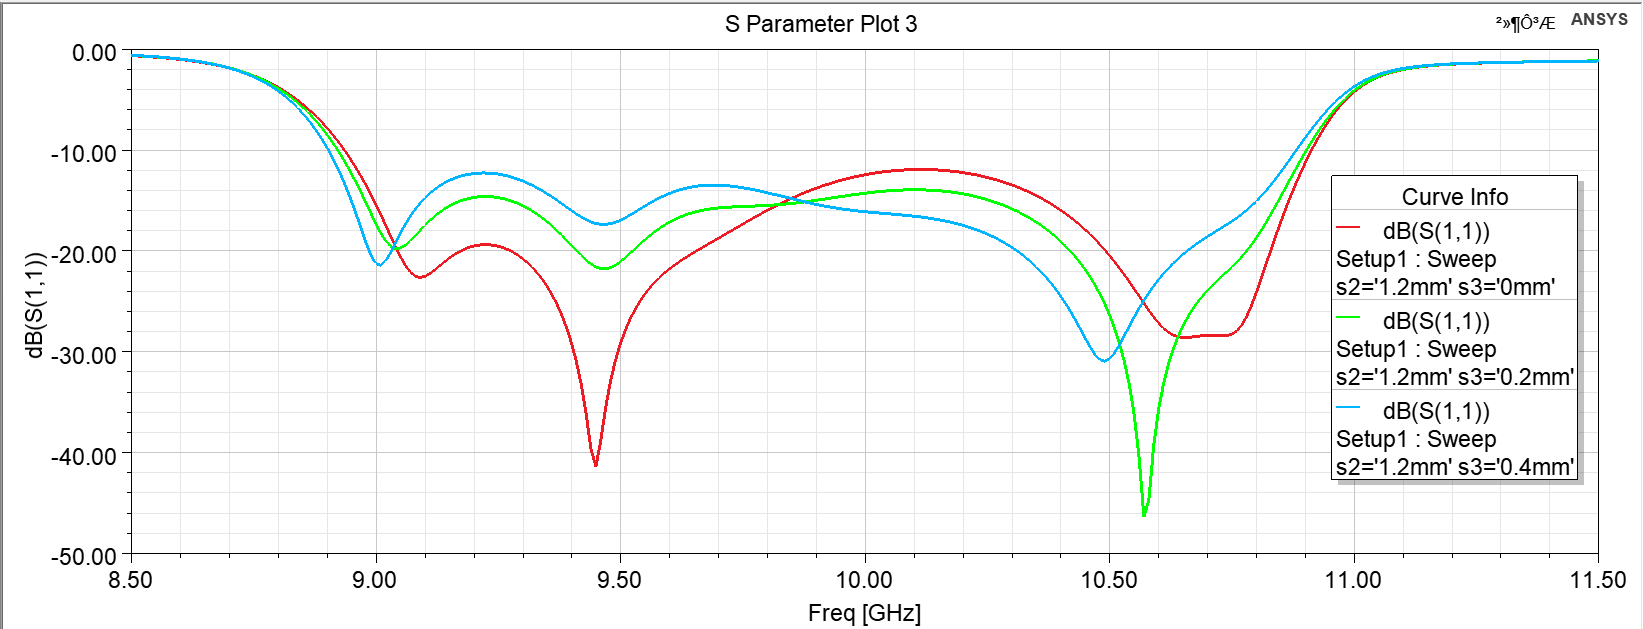 S Parameter Plot 3
²»¶Ô³Æ
ANSYS
0.00
-10.00
-20.00
-30.00
-40.00
-50.00
dB(S(1,1))
8.50 9.00 9.50 10.00 10.50 11.00 11.50
Freq [GHz]
Curve Info
dB(S(1,1))
Setup1 : Sweep
s2='1.2mm' s3='0mm'
dB(S(1,1))
Setup1 : Sweep
s2='1.2mm' s3='0.2mm'
dB(S(1,1))
Setup1 : Sweep
s2='1.2mm' s3='0.4mm'